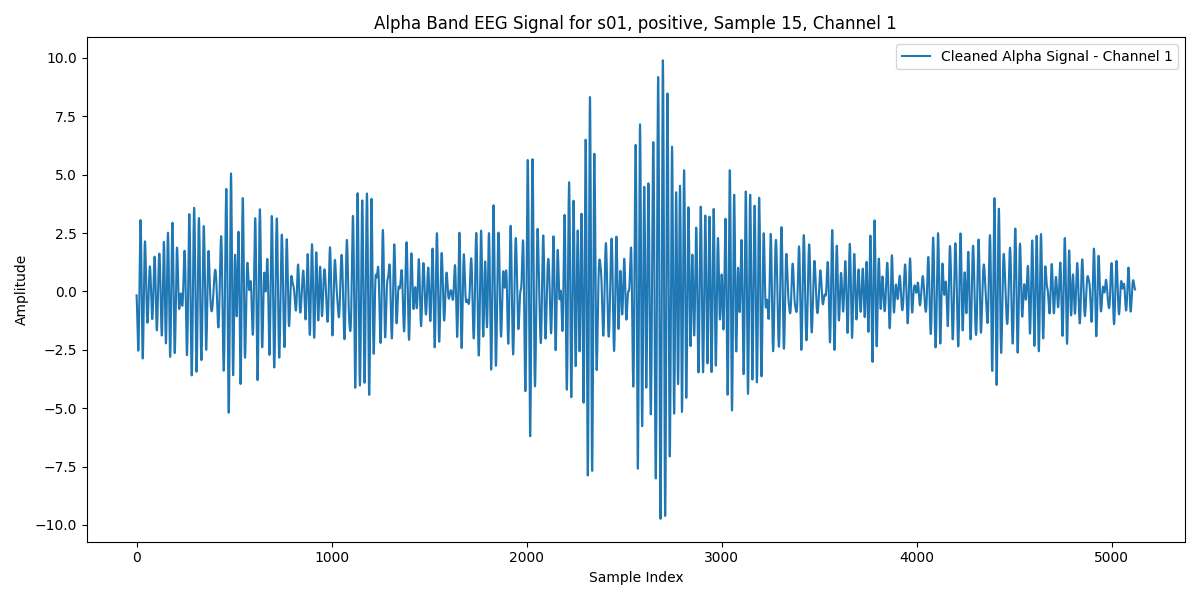 Alpha Band EEG Signal for s01, positive, Sample 15, Channel 1
Cleaned Alpha Signal - Channel 1
Amplitude
10.0
7.5
5.0
2.5
0.0
−2.5
−5.0
−7.5
−10.0
0 1000 2000 3000 4000 5000
Sample Index